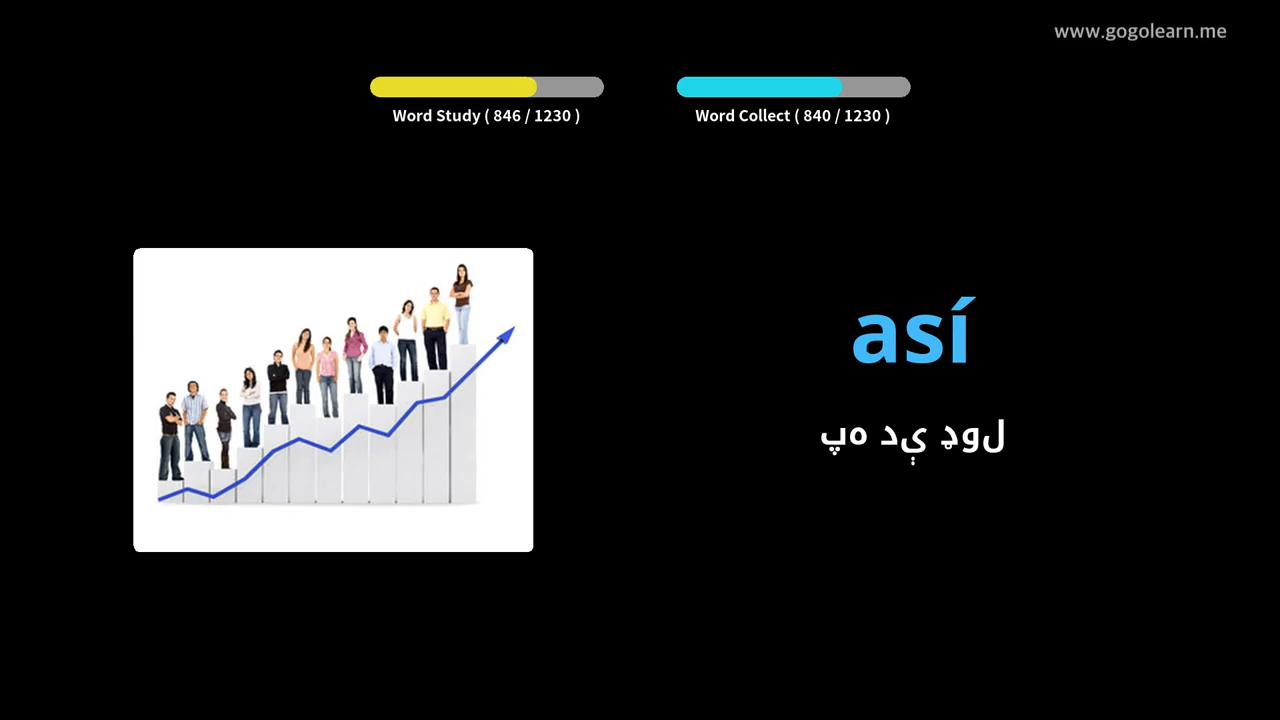 www.gogolearn.me
Word Study ( 846 / 1230 )
Word Collect ( 840 / 1230 )
así
په دې ډول